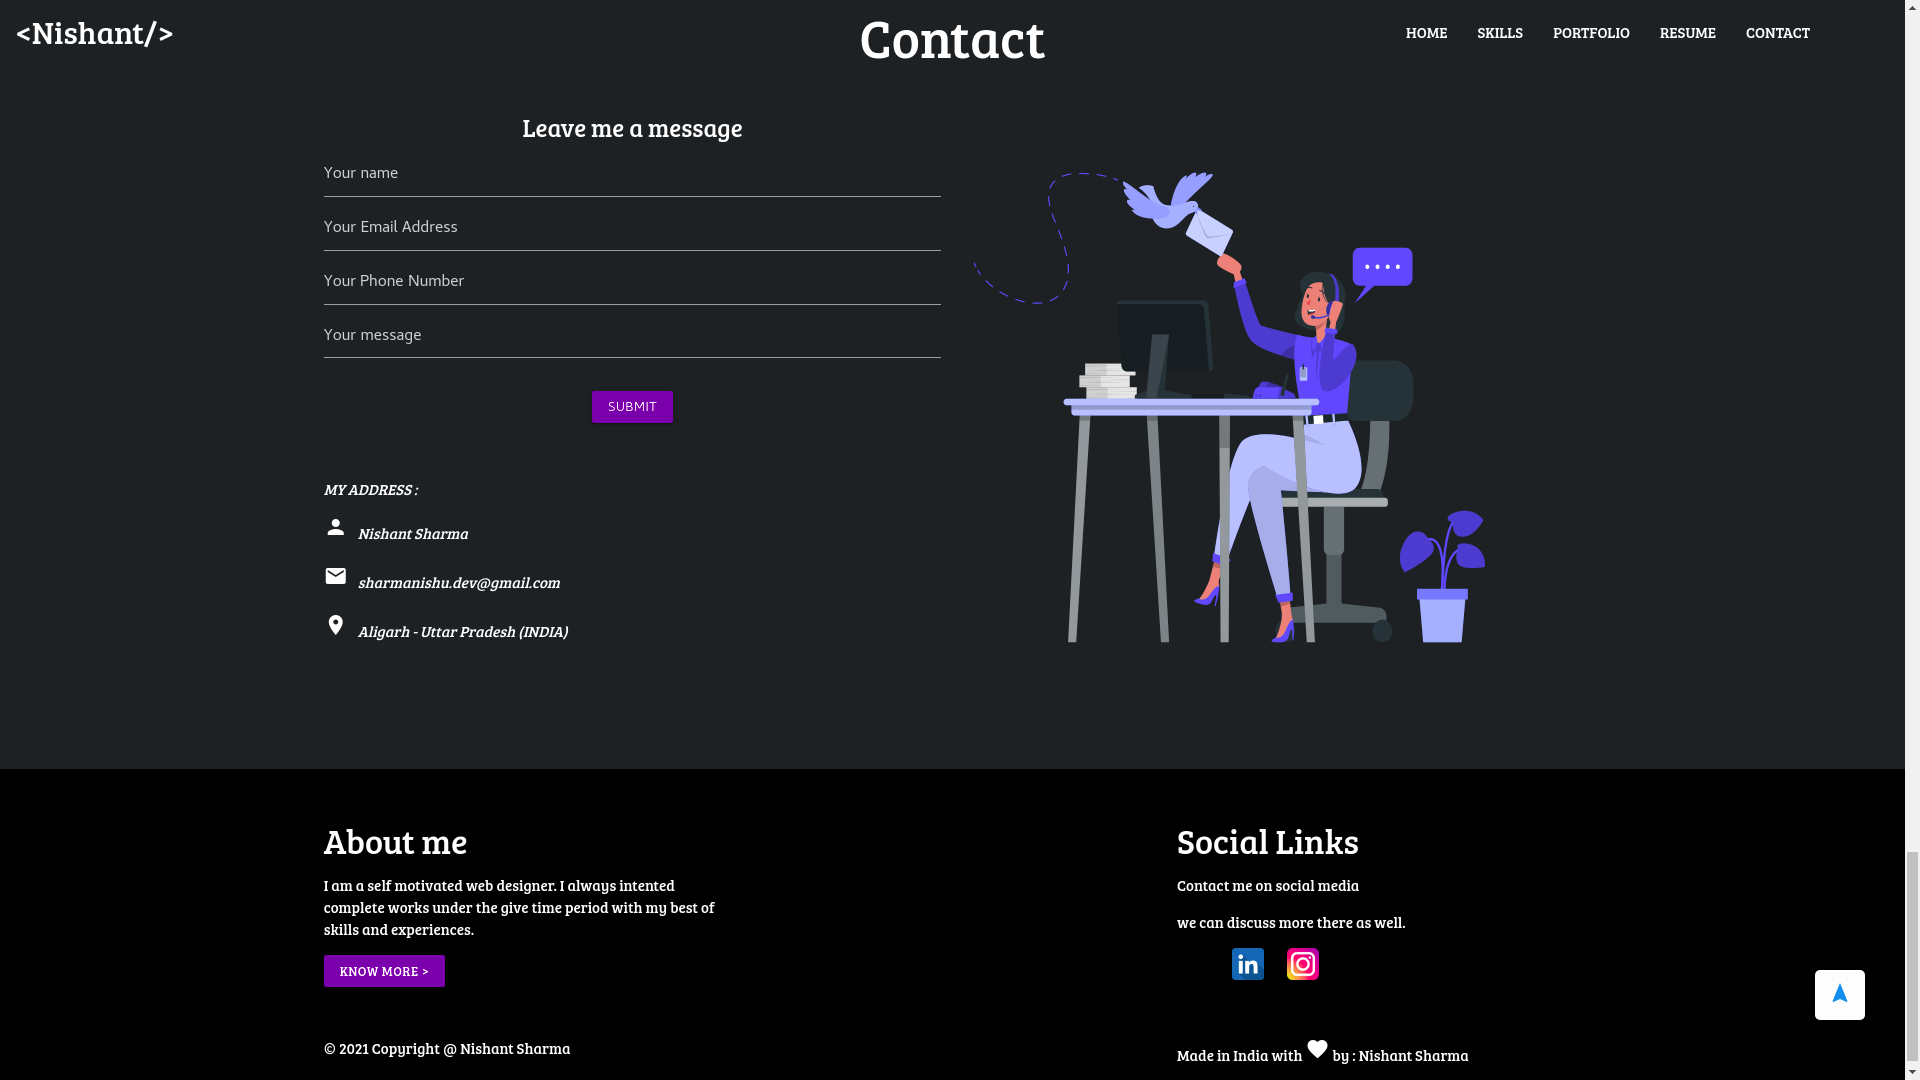 <Nishant/>
Contact
HOME SKILLS PORTFOLIO RESUME CONTACT
Leave me a message
Your name
Your Email Address
Your Phone Number
Your message
SUBMIT
MY ADDRESS :
Nishant Sharma
sharmanishu.dev@gmail.com
Aligarh - Uttar Pradesh (INDIA)
About me
I am a self motivated web designer. I always intented
complete works under the give time period with my best of
skills and experiences.
KNOW MORE >
Social Links
Contact me on social media
we can discuss more there as well.
in
© 2021 Copyright @ Nishant Sharma
Made in India with by : Nishant Sharma